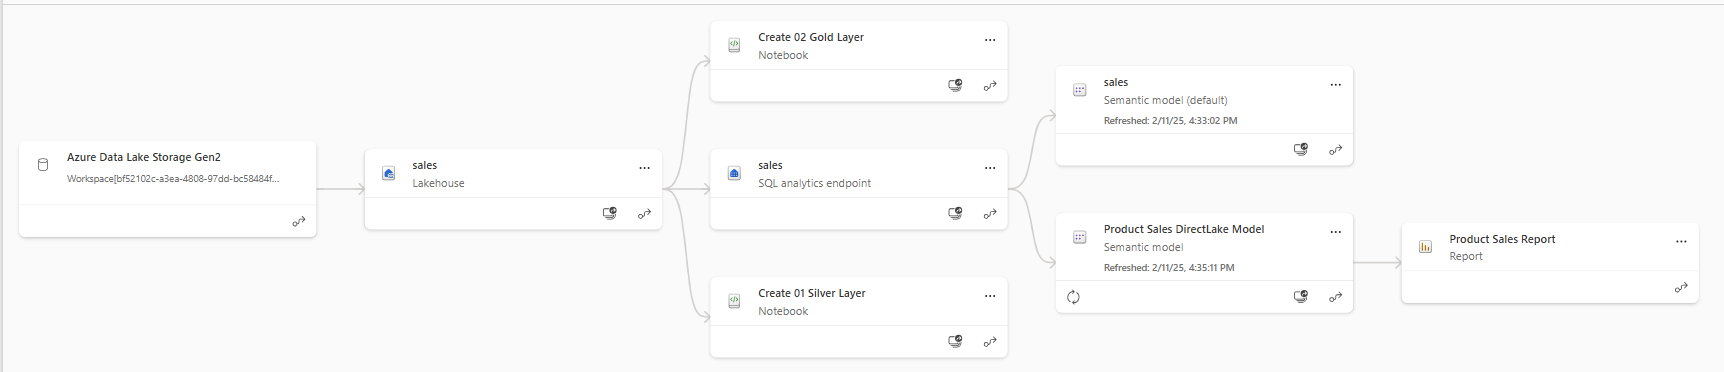 Azure Data Lake Storage Gen2
Workspace[bf52102c-a3ea-4808-97dd-bc58484f...
sales
Lakehouse
Create 02 Gold Layer
Notebook
sales
SQL analytics endpoint
Create 01 Silver Layer
Notebook
sales
Semantic model (default)
Refreshed: 2/11/25, 4:33:02 PM
Product Sales DirectLake Model
Semantic model
Refreshed: 2/11/25, 4:35:11 PM
Product Sales Report
Report